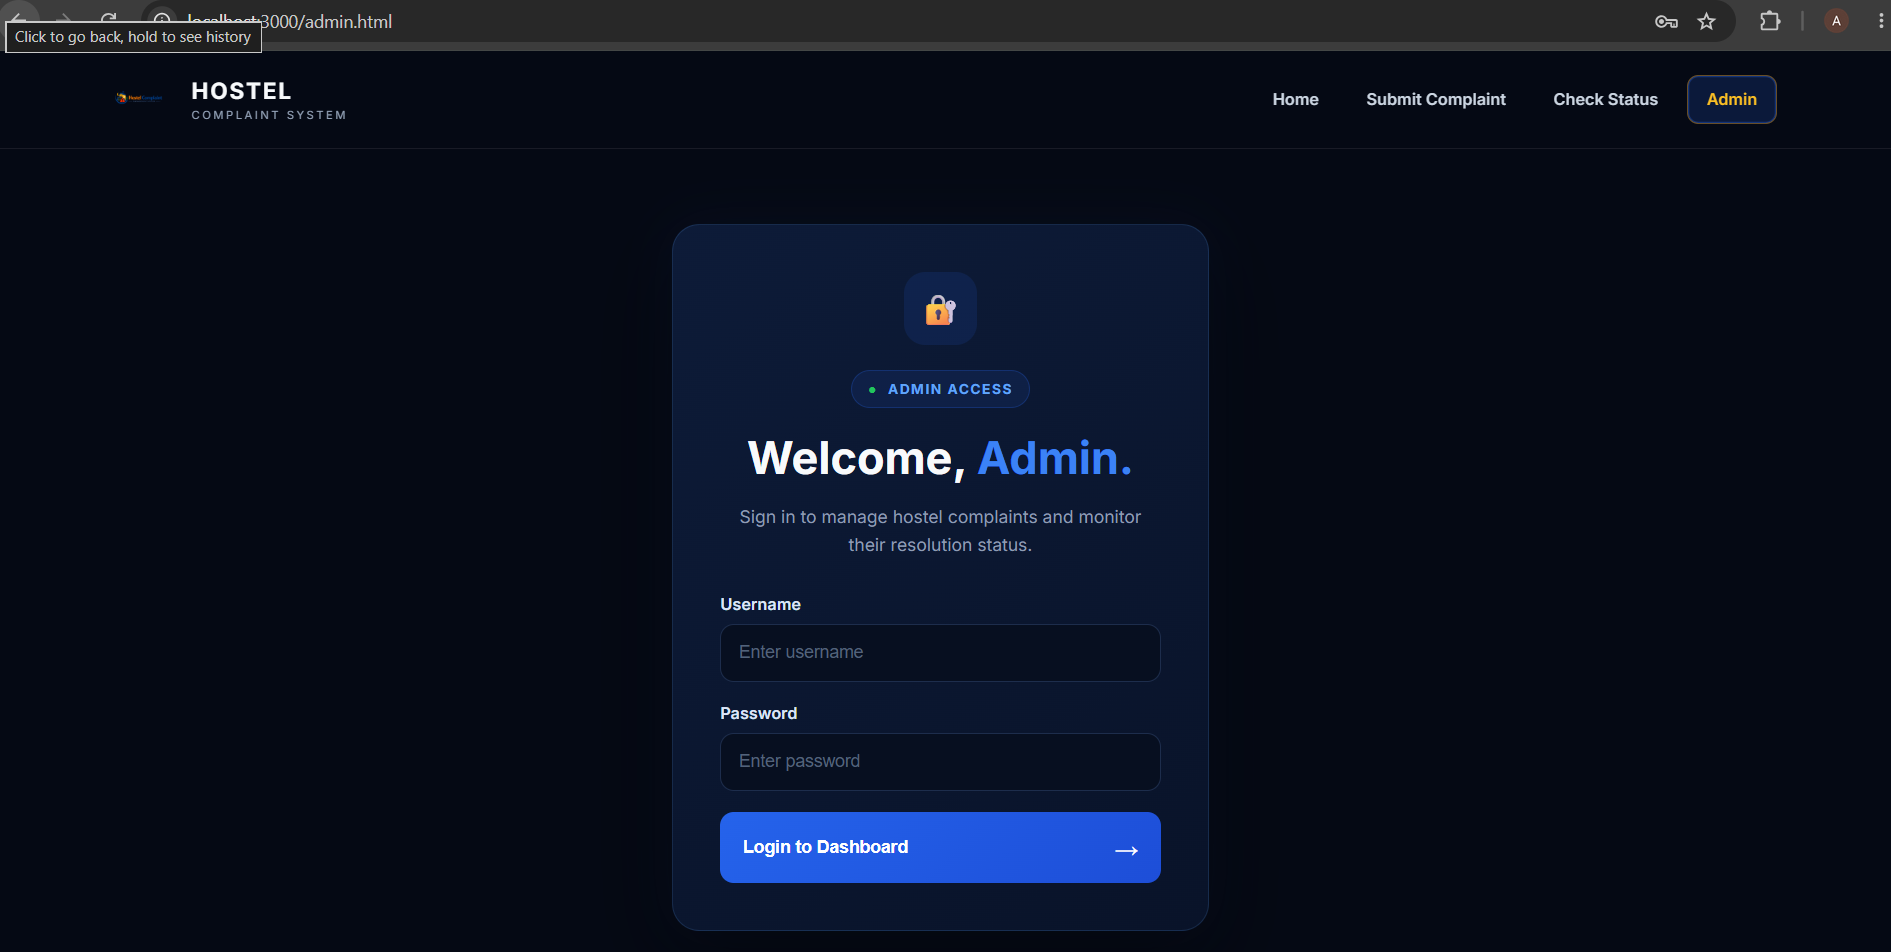 localhost:3000/admin.html
A
Click to go back, hold to see history
HOSTEL
COMPLAINT SYSTEM
Home
Submit Complaint
Check Status
Admin
ADMIN ACCESS
Welcome, Admin.
Sign in to manage hostel complaints and monitor
their resolution status.
Username
Enter username
Password
Enter password
Login to Dashboard →